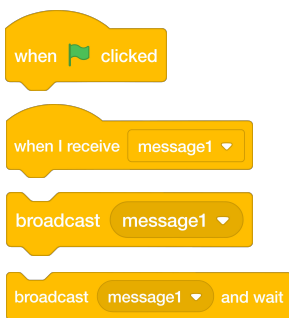 when clicked
when I receive message1
broadcast message1
broadcast message1 and wait